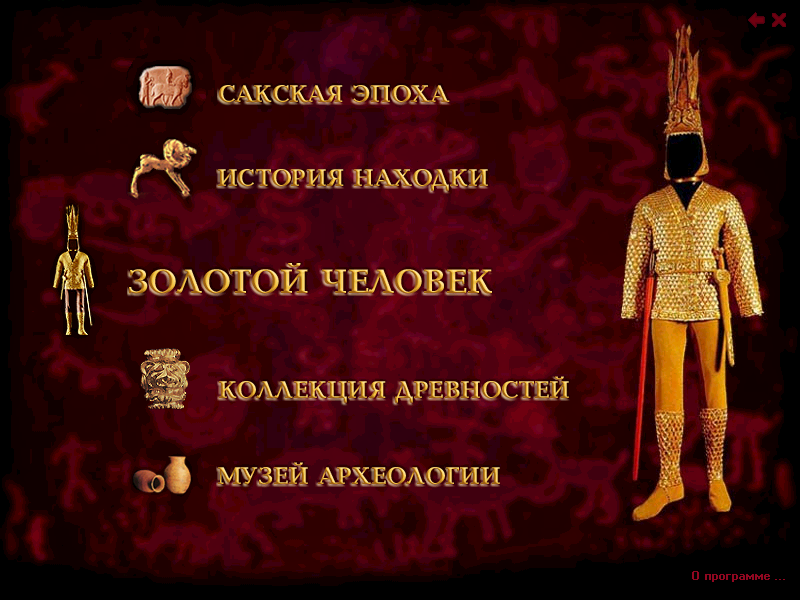 САКСКАЯ ЭПОХА
ИСТОРИЯ НАХОДКИ
ЗОЛОТОЙ ЧЕЛОВЕК
КОЛЛЕКЦИЯ ДРЕВНОСТЕЙ
МУЗЕЙ АРХЕОЛОГИИ
О программе ...